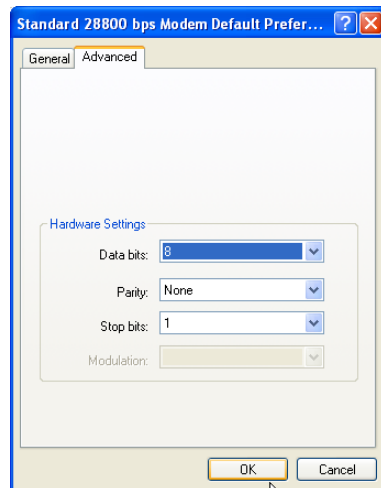 Standard 28800 bps Modem Default Prefer...
General Advanced
Hardware Settings
Data bits: 8
Parity: None
Stop bits: 1
Modulation:
OK Cancel